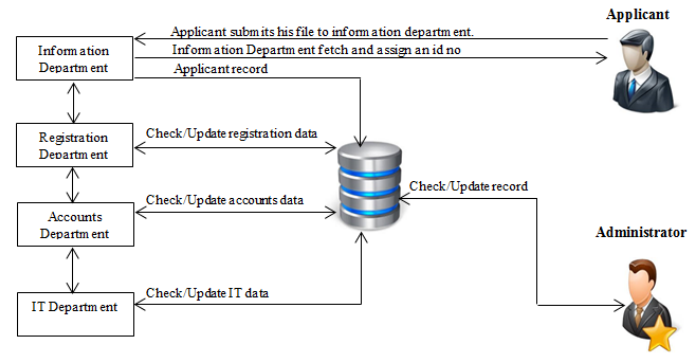 Applicant
Applicant submits his file to information department.
Information Department fetch and assign an id no
Applicant record
Information
Department
Registration
Department
Check/Update registration data
Check/Update accounts data
Check/Update record
Accounts
Department
Administrator
Check/Update IT data
IT Department